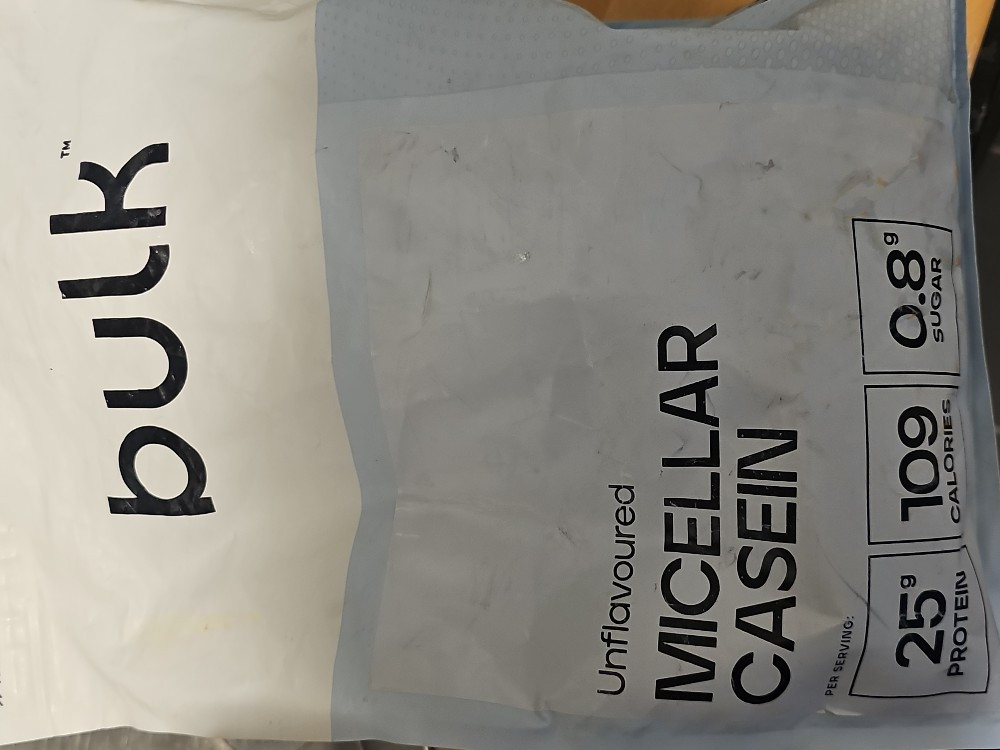 bulk™
Unflavoured
MICELLAR
CASEIN
PER SERVING:
25g
PROTEIN
109
CALORIES
0.8g
SUGAR